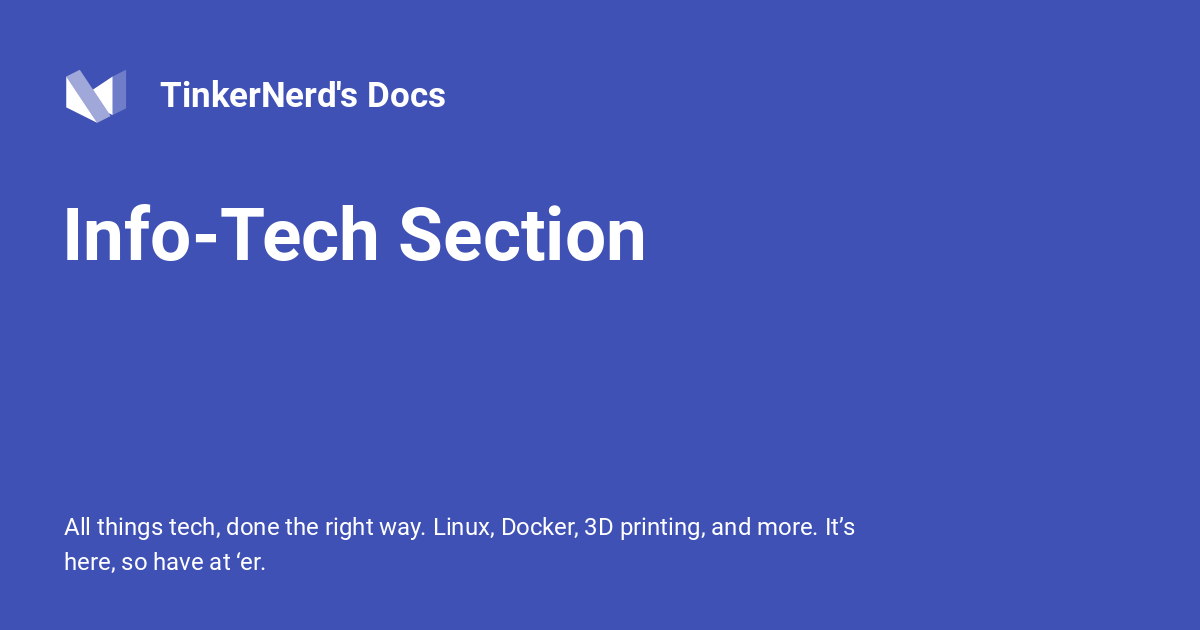 TinkerNerd's Docs
Info-Tech Section
All things tech, done the right way. Linux, Docker, 3D printing, and more. It’s
here, so have at ‘er.